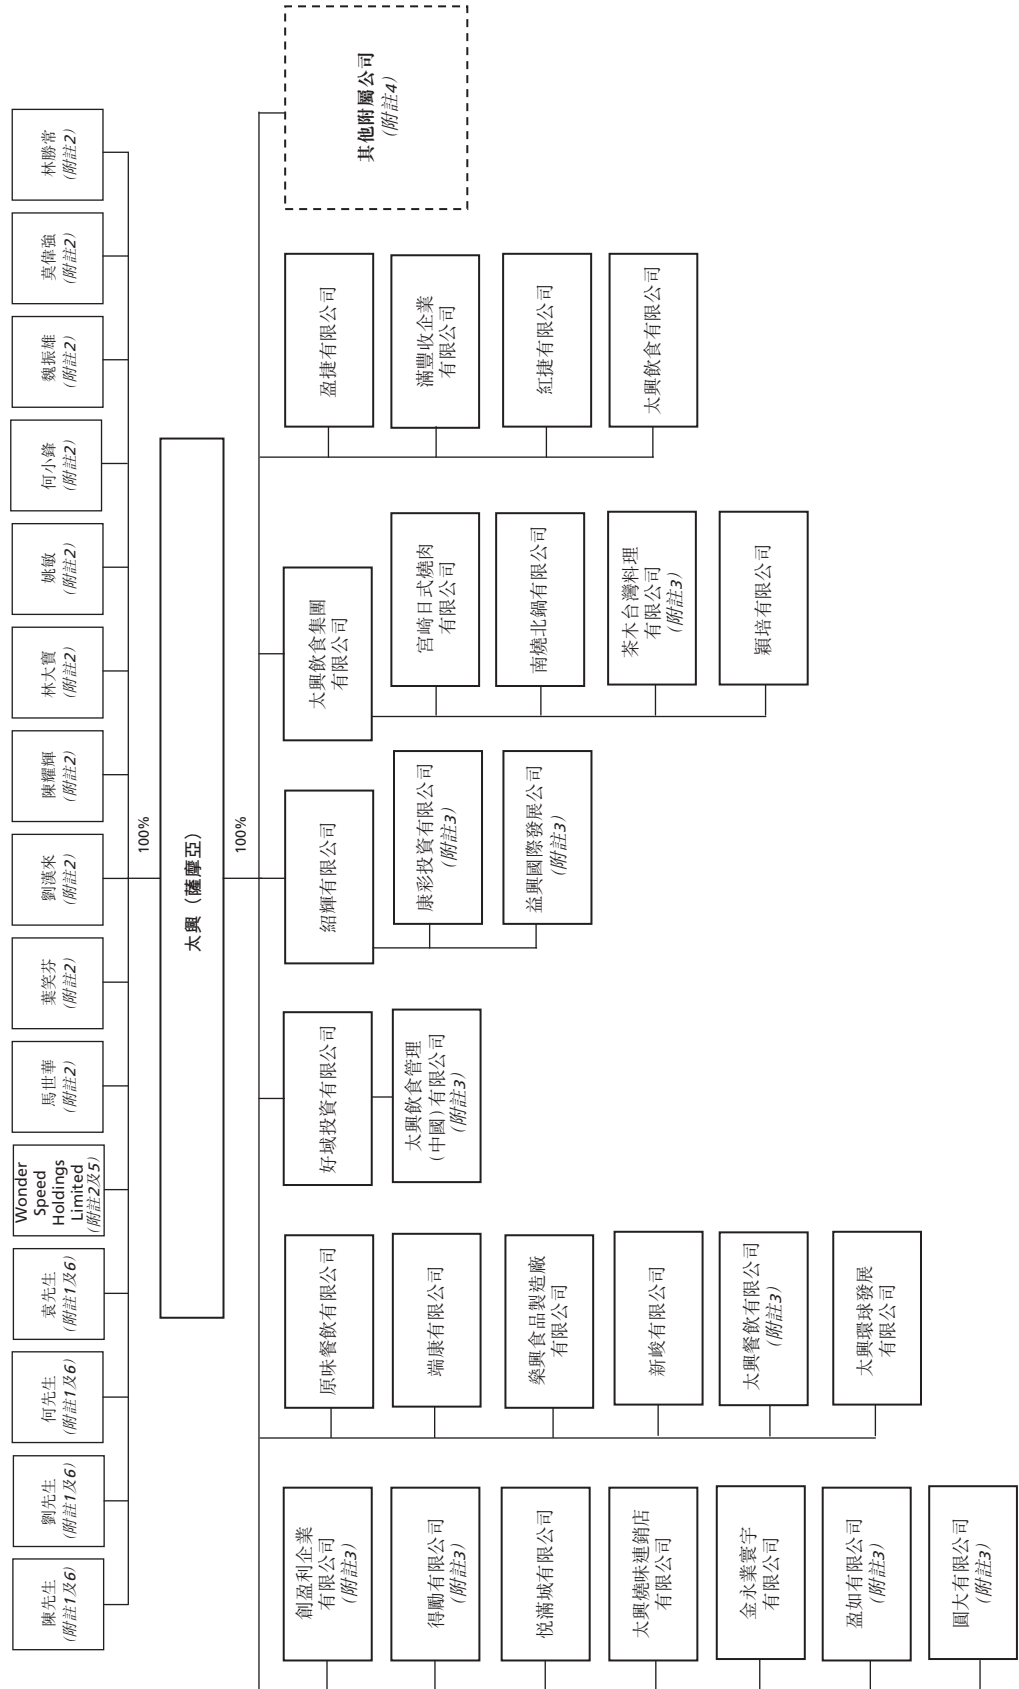 陳先生
(附註1及6)
劉先生
(附註1及6)
何先生
(附註1及6)
袁先生
(附註1及6)
Wonder
Speed
Holdings
Limited
(附註2及5)
馬世華
(附註2)
葉笑芬
(附註2)
劉漢來
(附註2)
陳耀輝
(附註2)
林大寶
(附註2)
姚敏
(附註2)
何小鋒
(附註2)
魏振雄
(附註2)
莫偉強
(附註2)
林勝常
(附註2)
100%
太興（薩摩亞）
100%
創盈利企業
有限公司
(附註3)
得勵有限公司
(附註3)
悅滿城有限公司
太興燒味連銷店
有限公司
金永業寰宇
有限公司
盈如有限公司
(附註3)
圓大有限公司
(附註3)
原味餐飲有限公司
端康有限公司
燊興食品製造廠
有限公司
新峻有限公司
太興餐飲有限公司
(附註3)
太興環球發展
有限公司
好域投資有限公司
太興飲食管理
(中國)有限公司
(附註3)
紹輝有限公司
康彩投資有限公司
(附註3)
益興國際發展公司
(附註3)
太興飲食集團
有限公司
宮崎日式燒肉
有限公司
南燒北鍋有限公司
茶木台灣料理
有限公司
(附註3)
穎培有限公司
盈捷有限公司
滿豐收企業
有限公司
紅捷有限公司
太興飲食有限公司
其他附屬公司
(附註4)